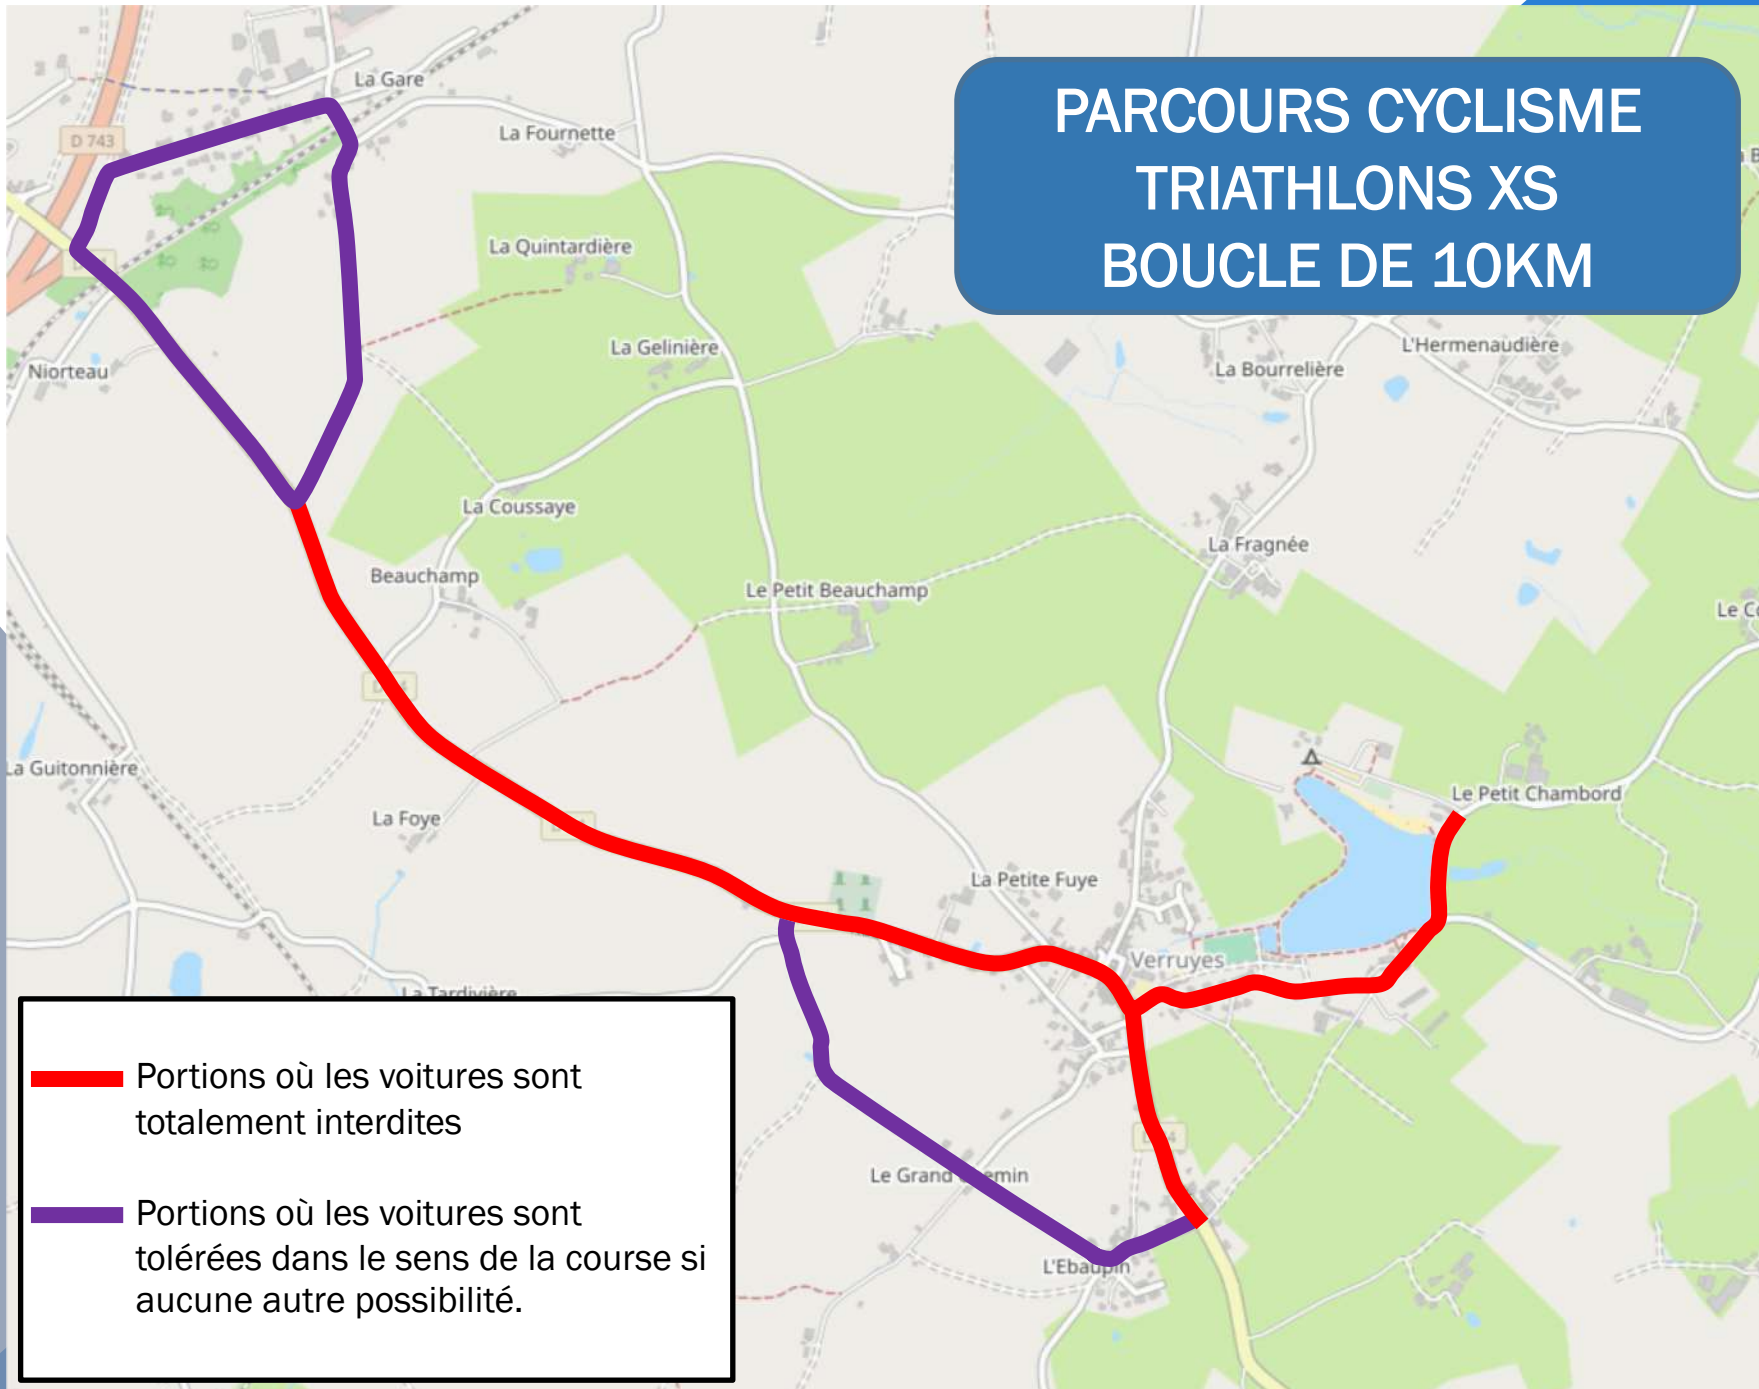 PARCOURS CYCLISME
TRIATHLONS XS
BOUCLE DE 10KM
La Gare
La Fournette
D 743
La Quintardière
La Gelinière
Niorteau
La Bourrelière
L'Hermenaudière
La Coussaye
La Fragnée
Beauchamp
Le Petit Beauchamp
La Guitonnière
Le Petit Chambord
La Foye
La Petite Fuye
Verruyes
La Tardivière
Le Grand
L'Ebaupin
Portions où les voitures sont
totalement interdites
Portions où les voitures sont
tolérées dans le sens de la course si
aucune autre possibilité.